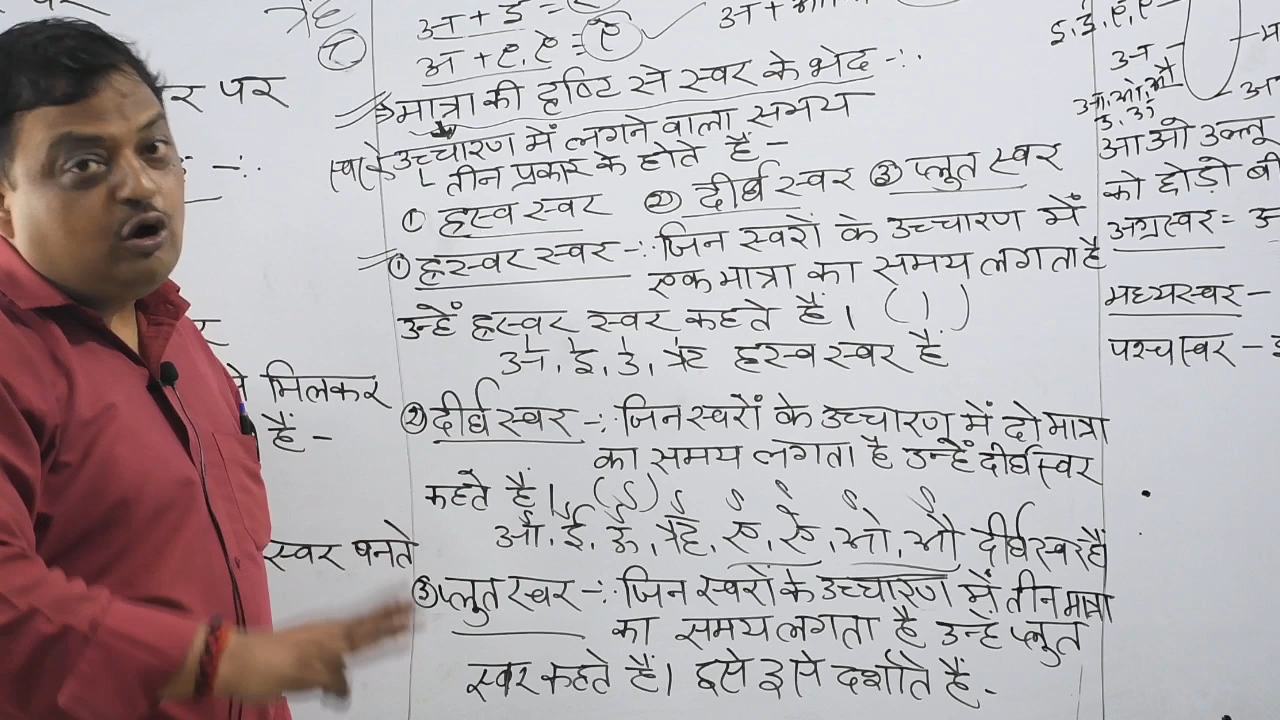 पर
अ + इ =
अ + ए, ऐ = ऐ
मात्रा की दृष्टि से स्वर के भेद -:.
उच्चारण में लगने वाला समय
तीन प्रकार के होते हैं -
① ह्रस्व स्वर ② दीर्घ स्वर ③ प्लुत स्वर
① ह्रस्वर स्वर -: जिन स्वरों के उच्चारण में
एक मात्रा का समय लगता है
उन्हें ह्रस्वर स्वर कहते हैं। (।)
अ, इ, उ, ऋ ह्रस्व स्वर है
② दीर्घ स्वर -: जिन स्वरों के उच्चारण में दो मात्रा
का समय लगता है उन्हें दीर्घ स्वर
कहते हैं। (ऽ)
आ, ई, ऊ, ॠ, ए, ऐ, ओ, औ दीर्घ स्वर हैं
③ प्लुत स्वर -: जिन स्वरों के उच्चारण में तीन मात्रा
का समय लगता है उन्हें प्लुत
स्वर कहते हैं। इसे ३ से दर्शाते हैं -
र पर
मिलकर
हैं -
स्वर बनते
इ, ई, ए, ऐ
अ -
आ, ओ, औ
उ, ऊ
आओ उल्लू
को छोड़ो
अग्रस्वर =
मध्यस्वर -
पश्चस्वर -